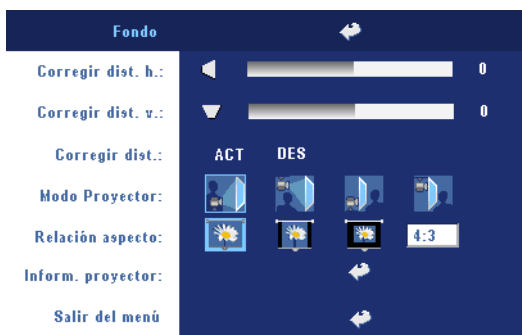 Fondo
Corregir dist. h.: 0
Corregir dist. v.: 0
Corregir dist.: ACT DES
Modo Proyector:
Relación aspecto: 4:3
Inform. proyector:
Salir del menú